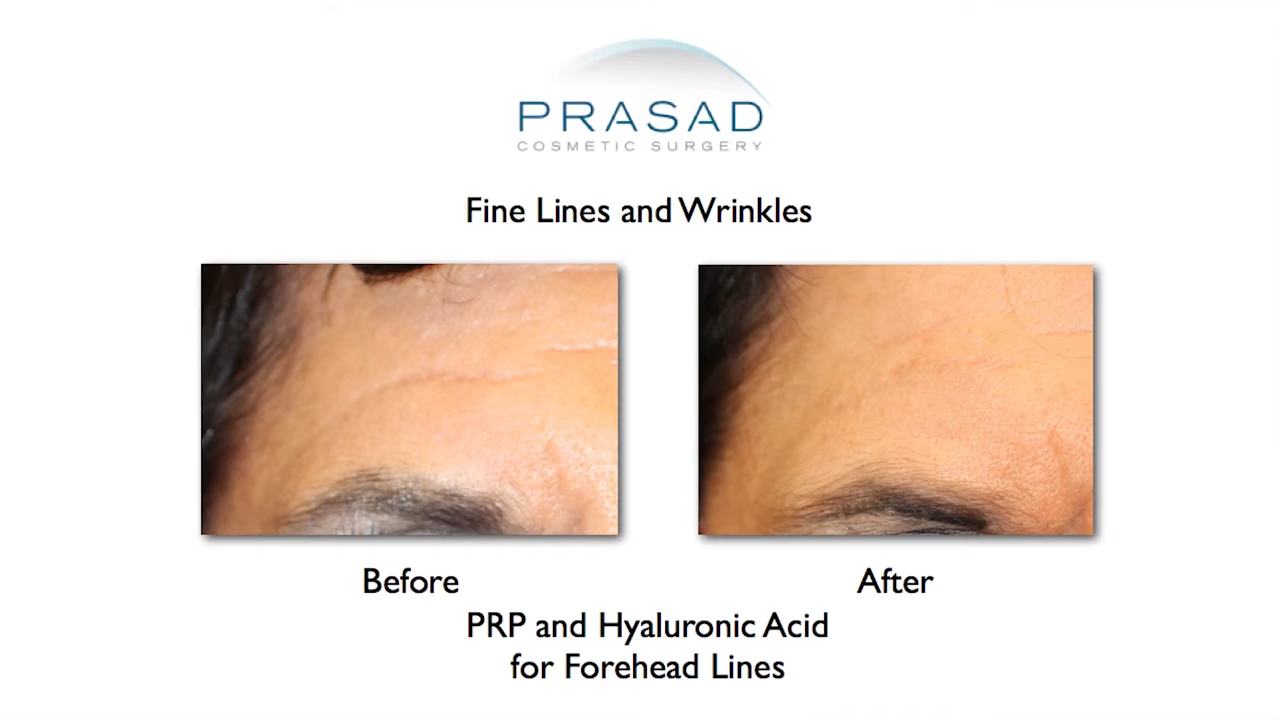 PRASAD
COSMETIC SURGERY
Fine Lines and Wrinkles
Before
After
PRP and Hyaluronic Acid
for Forehead Lines